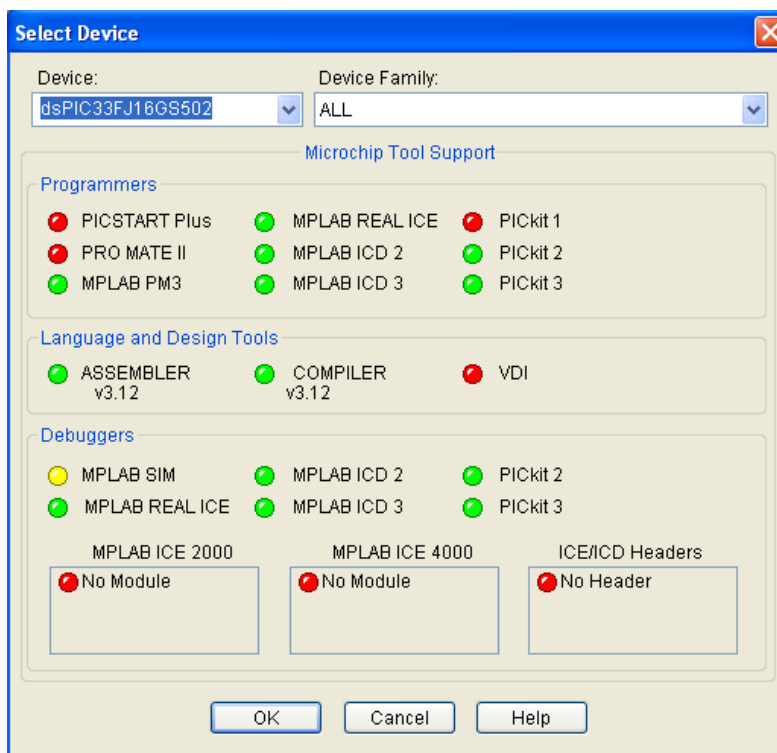 Select Device
Device: Device Family:
dsPIC33FJ16GS502 ALL
Microchip Tool Support
Programmers
PICSTART Plus MPLAB REAL ICE PICkit 1
PRO MATE II MPLAB ICD 2 PICkit 2
MPLAB PM3 MPLAB ICD 3 PICkit 3
Language and Design Tools
ASSEMBLER COMPILER VDI
v3.12 v3.12
Debuggers
MPLAB SIM MPLAB ICD 2 PICkit 2
MPLAB REAL ICE MPLAB ICD 3 PICkit 3
MPLAB ICE 2000 MPLAB ICE 4000 ICE/ICD Headers
No Module No Module No Header
OK Cancel Help